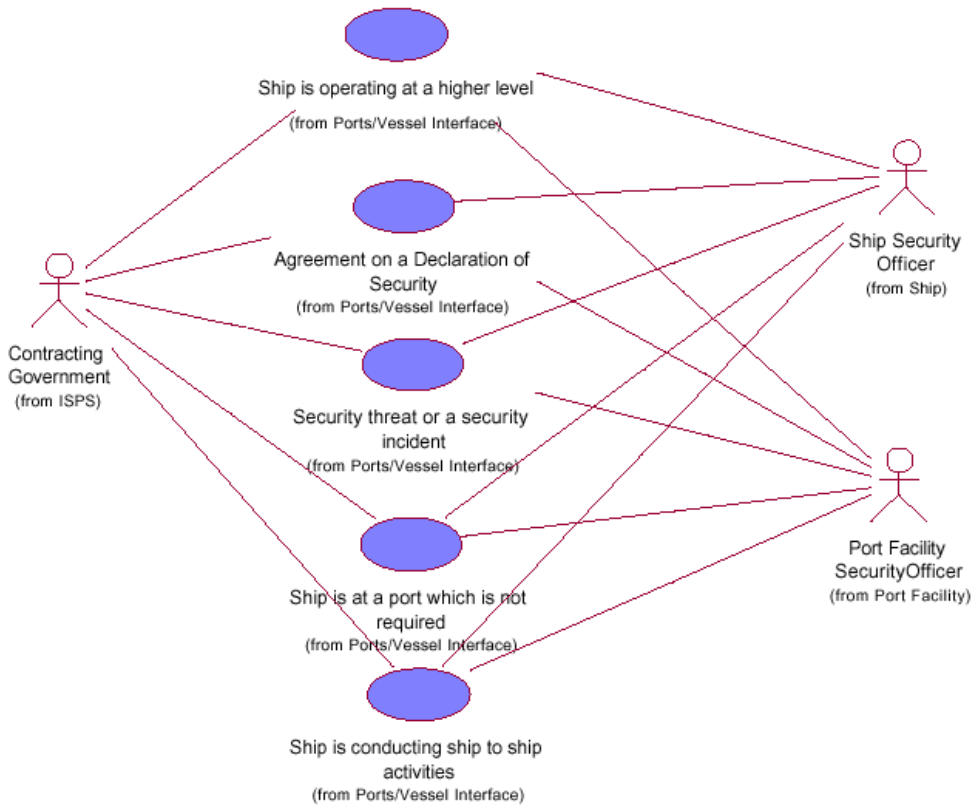 Ship is operating at a higher level
(from Ports/Vessel Interface)
Agreement on a Declaration of
Security
(from Ports/Vessel Interface)
Security threat or a security
incident
(from Ports/Vessel Interface)
Ship is at a port which is not
required
(from Ports/Vessel Interface)
Ship is conducting ship to ship
activities
(from Ports/Vessel Interface)
Contracting
Government
(from ISPS)
Ship Security
Officer
(from Ship)
Port Facility
SecurityOfficer
(from Port Facility)